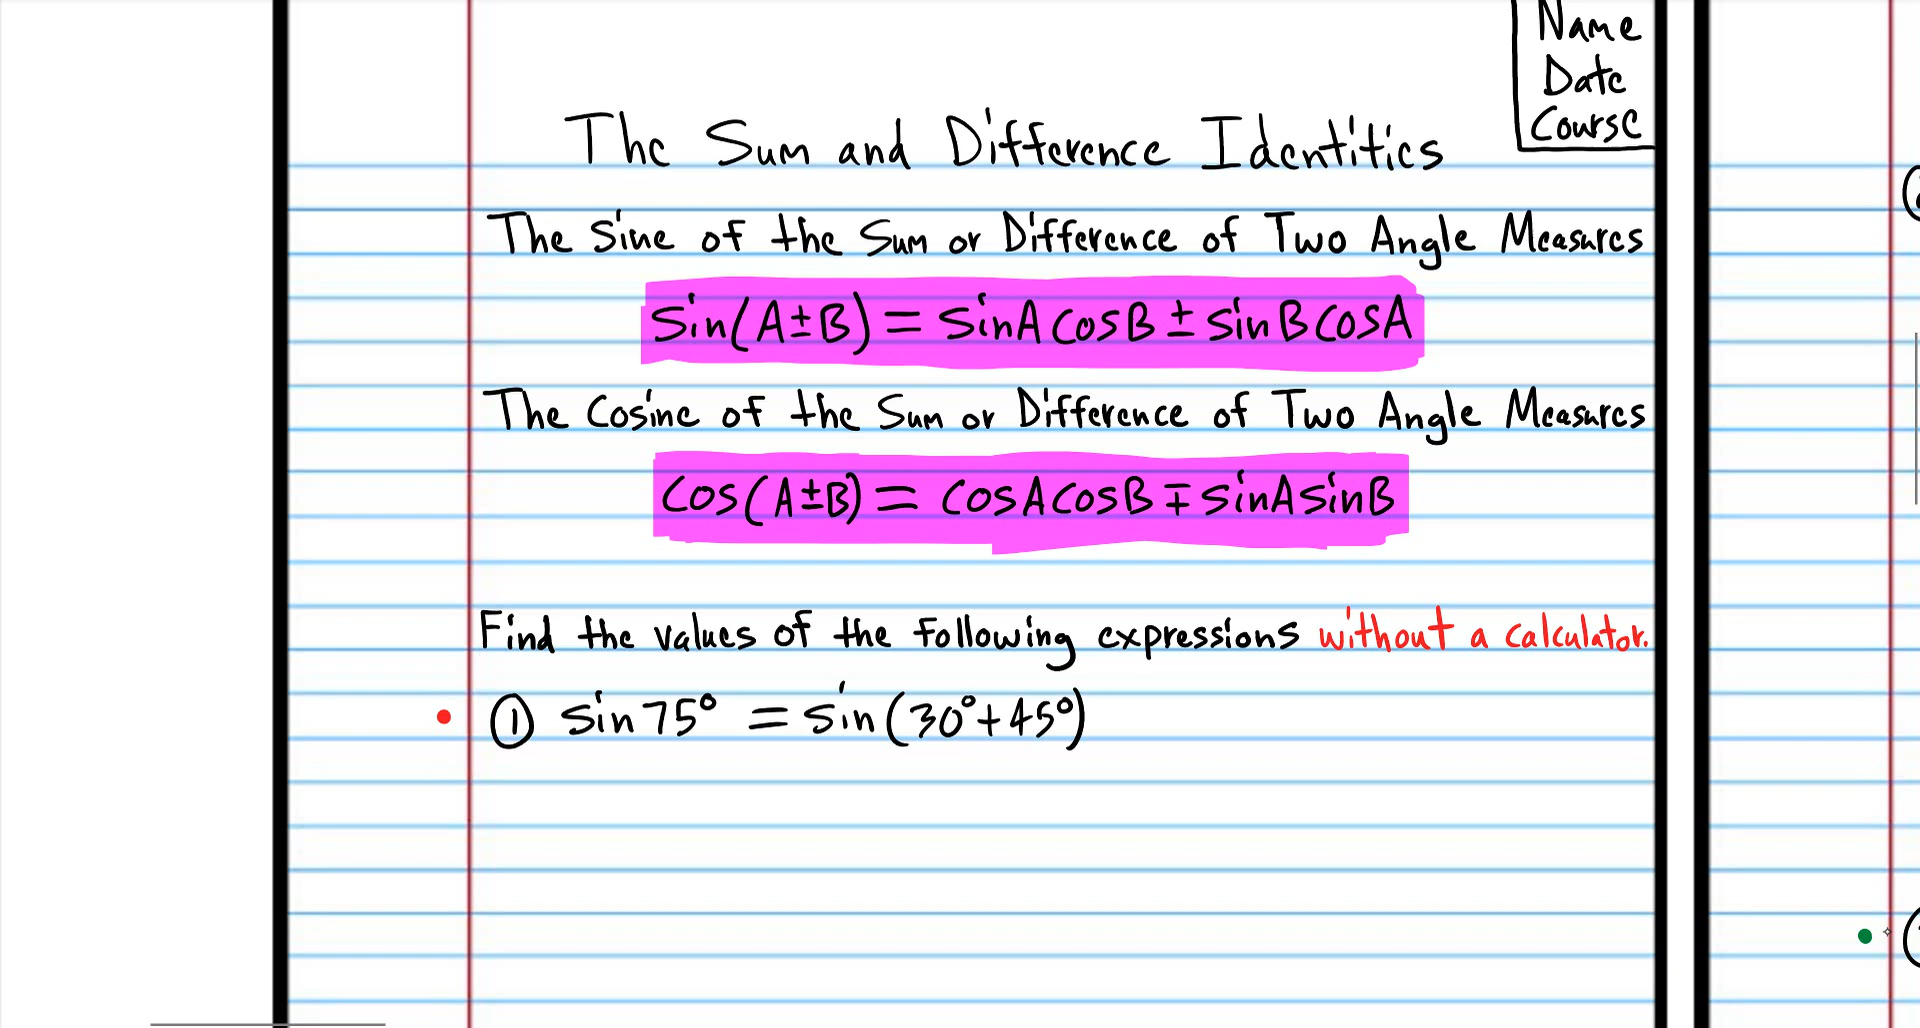 Name
Date
Course
The Sum and Difference Identities
The Sine of the Sum or Difference of Two Angle Measures
sin(A±B) = sinA cosB ± sinB cosA
The Cosine of the Sum or Difference of Two Angle Measures
cos(A±B) = cosA cosB ∓ sinA sinB
Find the values of the following expressions without a calculator.
① sin 75° = sin(30°+45°)